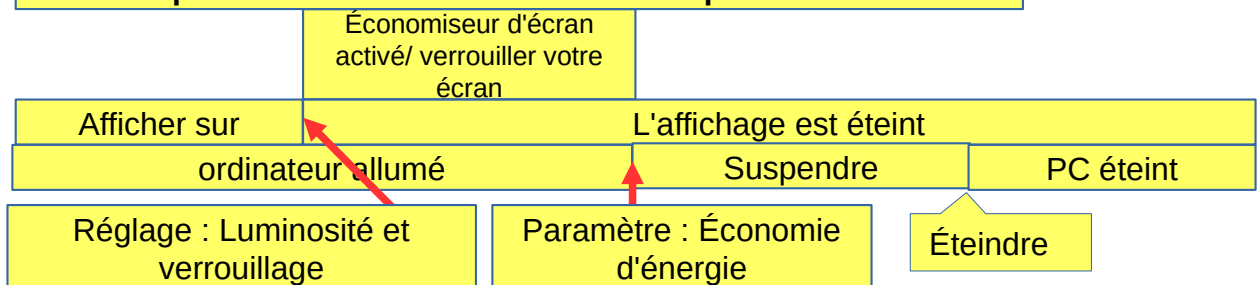 Économiseur d'écran
activé/ verrouiller votre
écran
Afficher sur
L'affichage est éteint
ordinateur allumé
Suspendre
PC éteint
Réglage : Luminosité et
verrouillage
Paramètre : Économie
d'énergie
Éteindre